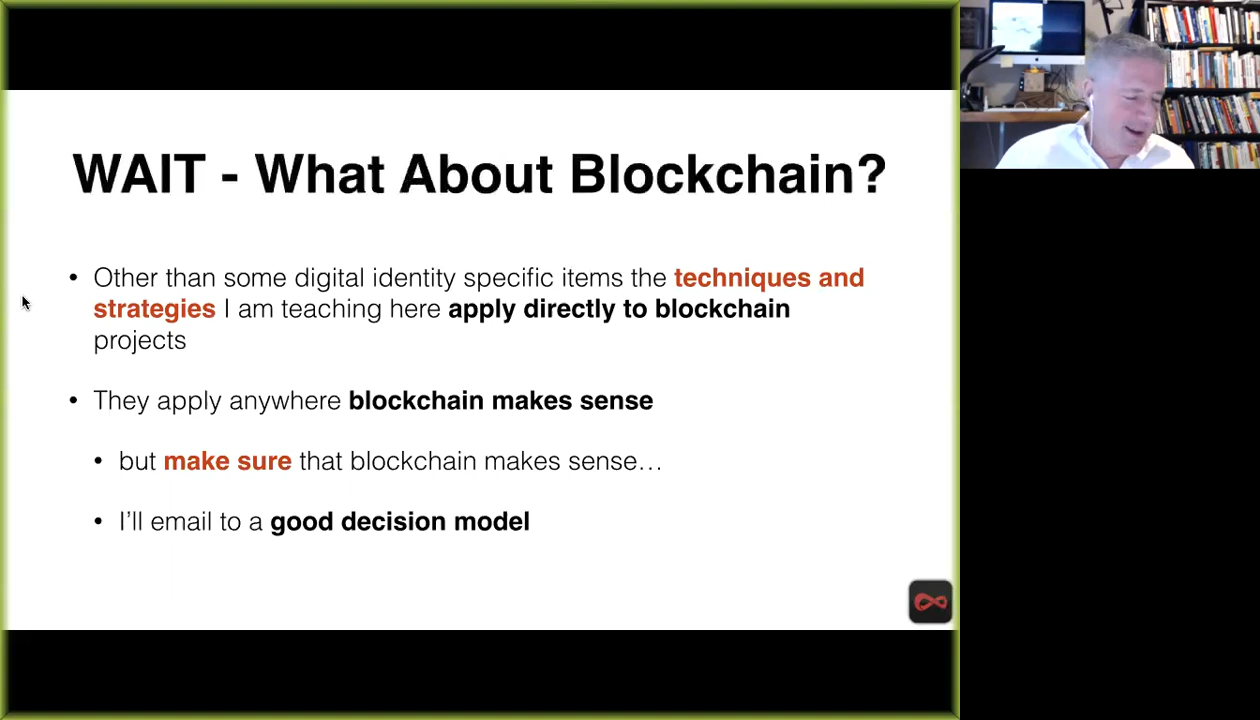 WAIT - What About Blockchain?
• Other than some digital identity specific items the techniques and
strategies I am teaching here apply directly to blockchain
projects
• They apply anywhere blockchain makes sense
• but make sure that blockchain makes sense…
• I’ll email to a good decision model